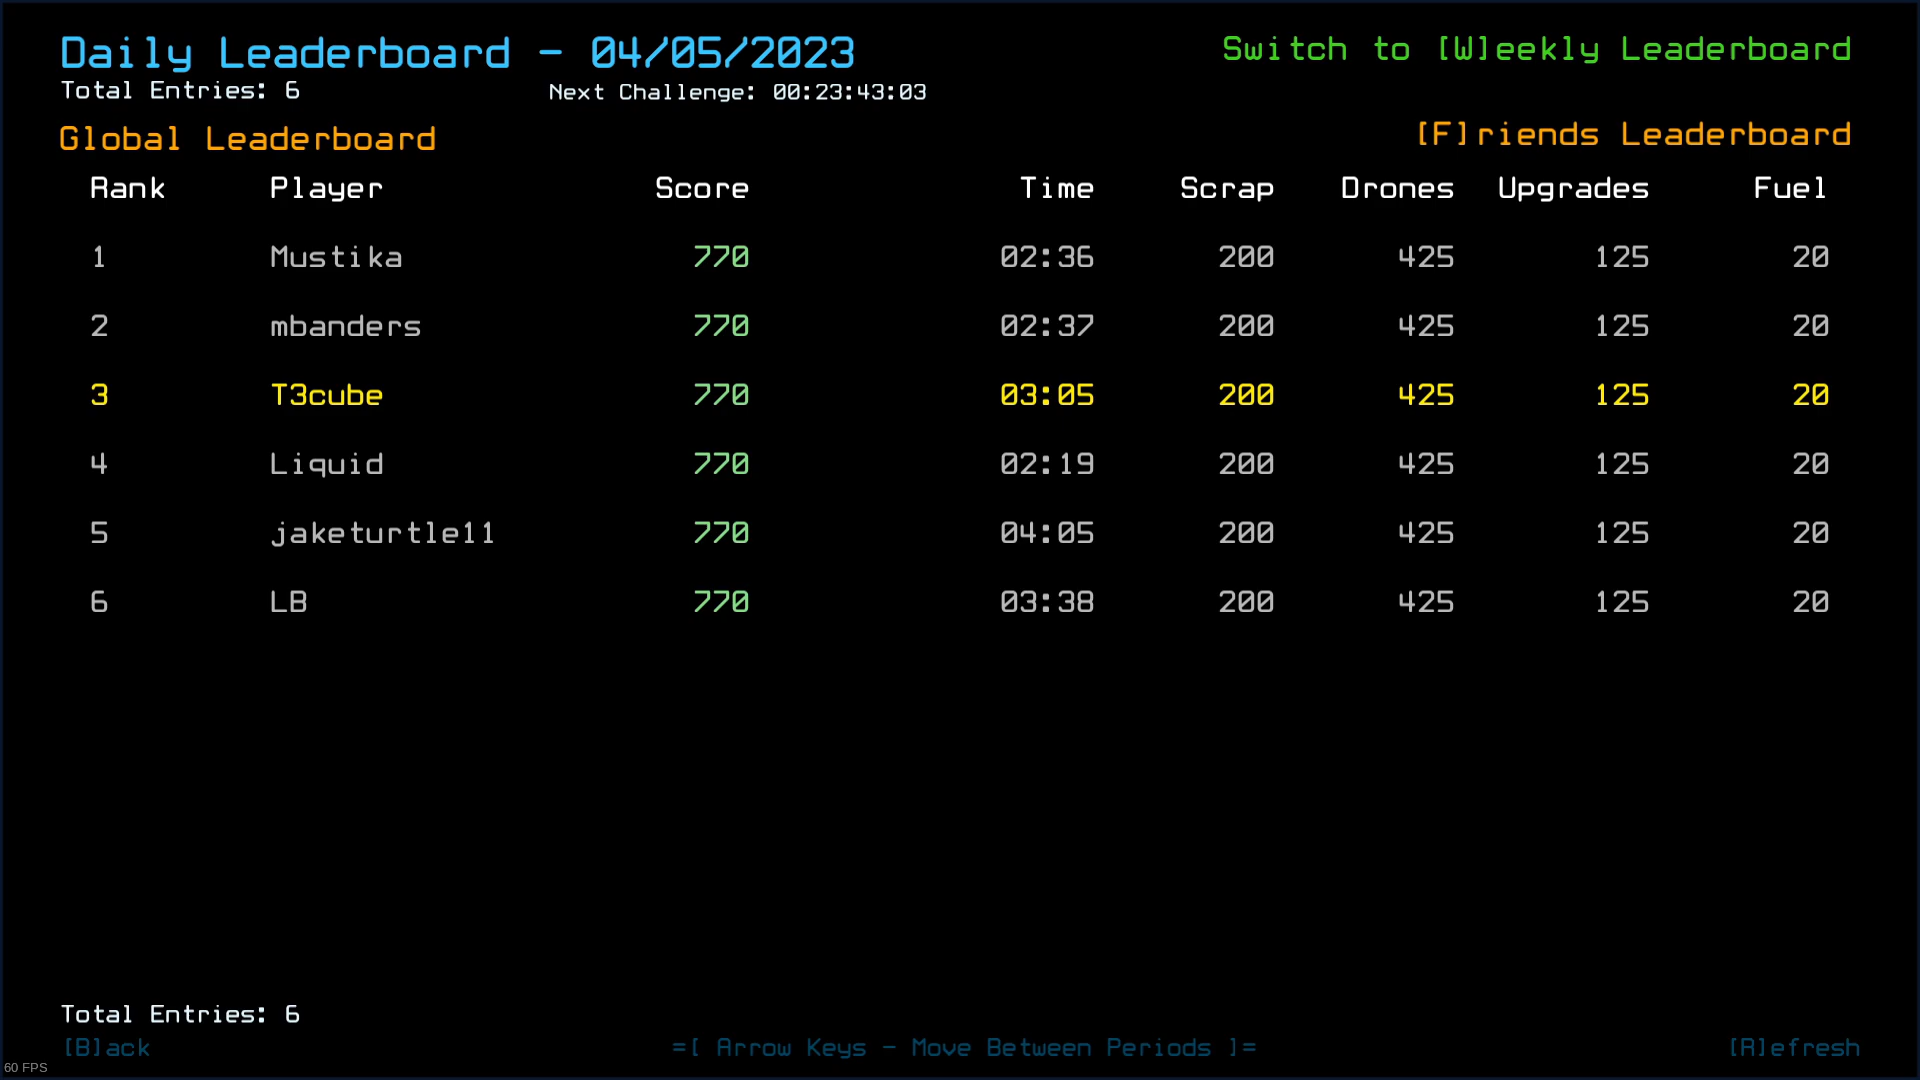 Daily Leaderboard - 04/05/2023 Switch to [W]eekly Leaderboard
Total Entries: 6 Next Challenge: 00:23:43:03
Global Leaderboard [F]riends Leaderboard
Rank Player Score Time Scrap Drones Upgrades Fuel
1 Mustika 770 02:36 200 425 125 20
2 mbanders 770 02:37 200 425 125 20
3 T3cube 770 03:05 200 425 125 20
4 Liquid 770 02:19 200 425 125 20
5 jaketurtle11 770 04:05 200 425 125 20
6 LB 770 03:38 200 425 125 20
Total Entries: 6
[B]ack =[ Arrow Keys - Move Between Periods ]= [R]efresh
60 FPS